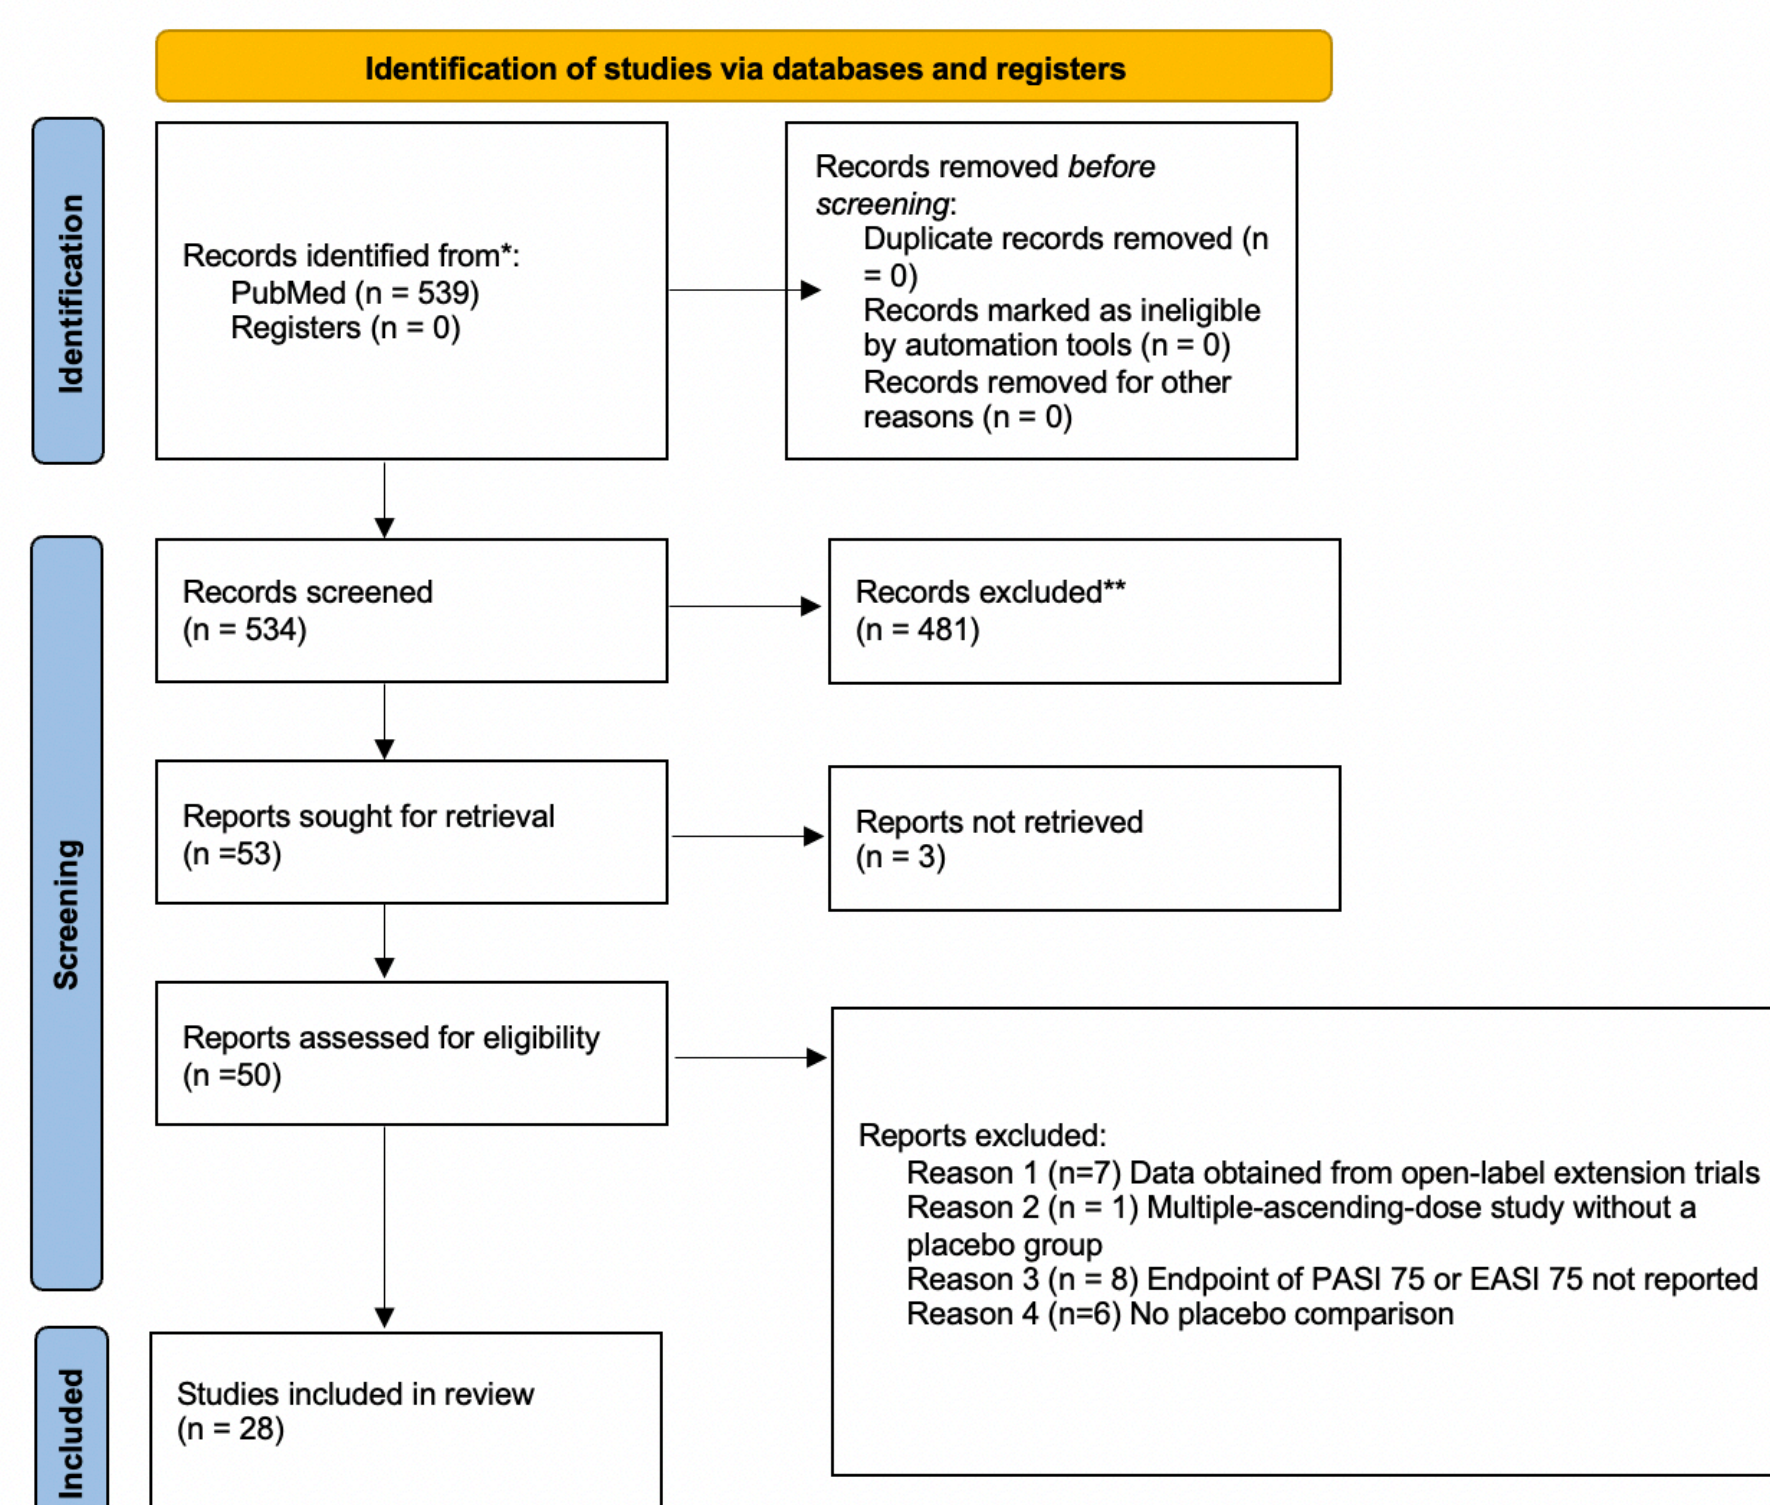 Identification of studies via databases and registers
Identification
Records identified from*:
PubMed (n = 539)
Registers (n = 0)
Records removed before
screening:
Duplicate records removed (n
= 0)
Records marked as ineligible
by automation tools (n = 0)
Records removed for other
reasons (n = 0)
Screening
Records screened
(n = 534)
Records excluded**
(n = 481)
Reports sought for retrieval
(n =53)
Reports not retrieved
(n = 3)
Reports assessed for eligibility
(n =50)
Reports excluded:
Reason 1 (n=7) Data obtained from open-label extension trials
Reason 2 (n = 1) Multiple-ascending-dose study without a
placebo group
Reason 3 (n = 8) Endpoint of PASI 75 or EASI 75 not reported
Reason 4 (n=6) No placebo comparison
Included
Studies included in review
(n = 28)